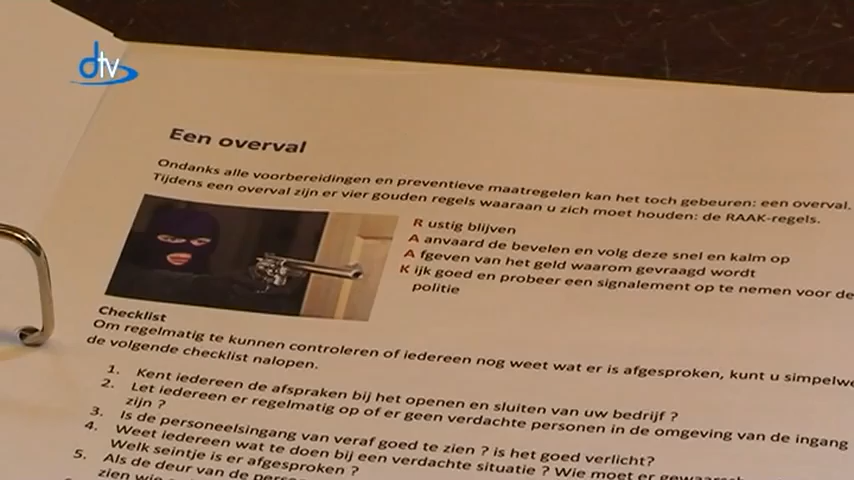 dtv
Een overval
Ondanks alle voorbereidingen en preventieve maatregelen kan het toch gebeuren: een overval.
Tijdens een overval zijn er vier gouden regels waaraan u zich moet houden: de RAAK-regels.
R ustig blijven
A anvaard de bevelen en volg deze snel en kalm op
A fgeven van het geld waarom gevraagd wordt
K ijk goed en probeer een signalement op te nemen voor de
politie
Checklist
Om regelmatig te kunnen controleren of iedereen nog weet wat er is afgesproken, kunt u simpelwe
de volgende checklist nalopen.
1. Kent iedereen de afspraken bij het openen en sluiten van uw bedrijf ?
2. Let iedereen er regelmatig op of er geen verdachte personen in de omgeving van de ingang
zijn ?
3. Is de personeelsingang van veraf goed te zien ? is het goed verlicht?
4. Weet iedereen wat te doen bij een verdachte situatie ? Wie moet er
Welk seintje is er afgesproken ?
5. Als de deur van de
zien